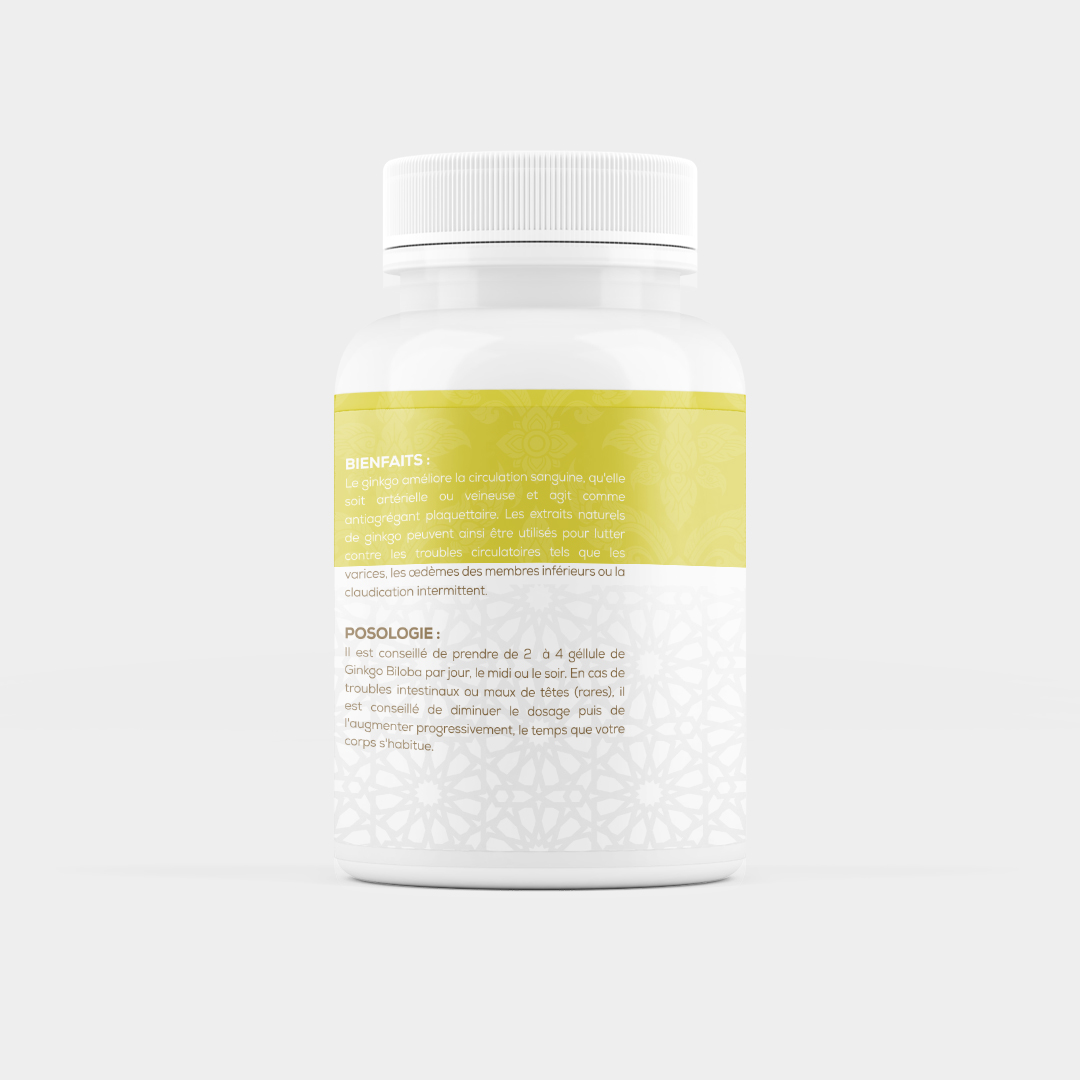 BIENFAITS :
Le ginkgo améliore la circulation sanguine, qu'elle
soit artérielle ou veineuse et agit comme
antiagrégant plaquettaire. Les extraits naturels
de ginkgo peuvent ainsi être utilisés pour lutter
contre les troubles circulatoires tels que les
varices, les œdèmes des membres inférieurs ou la
claudication intermittent.
POSOLOGIE :
Il est conseillé de prendre de 2 à 4 géllule de
Ginkgo Biloba par jour, le midi ou le soir. En cas de
troubles intestinaux ou maux de têtes (rares), il
est conseillé de diminuer le dosage puis de
l'augmenter progressivement, le temps que votre
corps s'habitue.